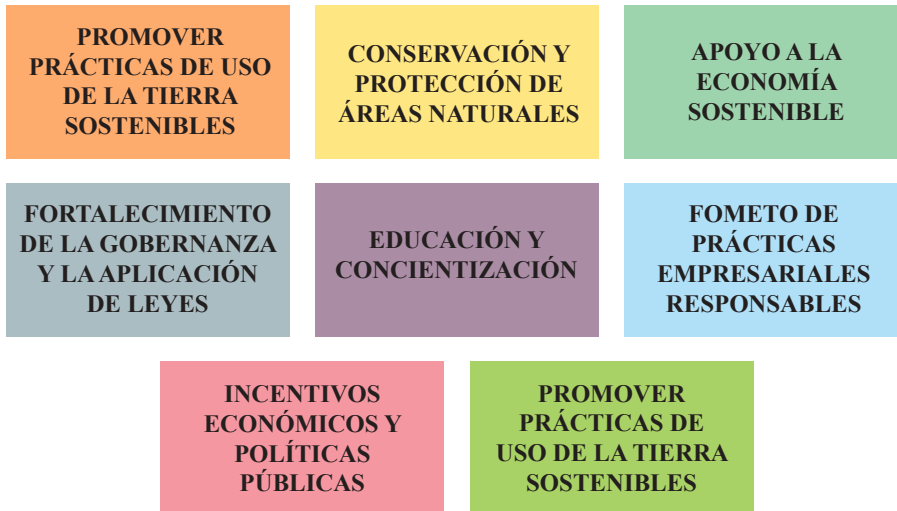 PROMOVER
PRÁCTICAS DE USO
DE LA TIERRA
SOSTENIBLES
CONSERVACIÓN Y
PROTECCIÓN DE
ÁREAS NATURALES
APOYO A LA
ECONOMÍA
SOSTENIBLE
FORTALECIMIENTO
DE LA GOBERNANZA
Y LA APLICACIÓN
DE LEYES
EDUCACIÓN Y
CONCIENTIZACIÓN
FOMETO DE
PRÁCTICAS
EMPRESARIALES
RESPONSABLES
INCENTIVOS
ECONÓMICOS Y
POLÍTICAS
PÚBLICAS
PROMOVER
PRÁCTICAS DE
USO DE LA TIERRA
SOSTENIBLES